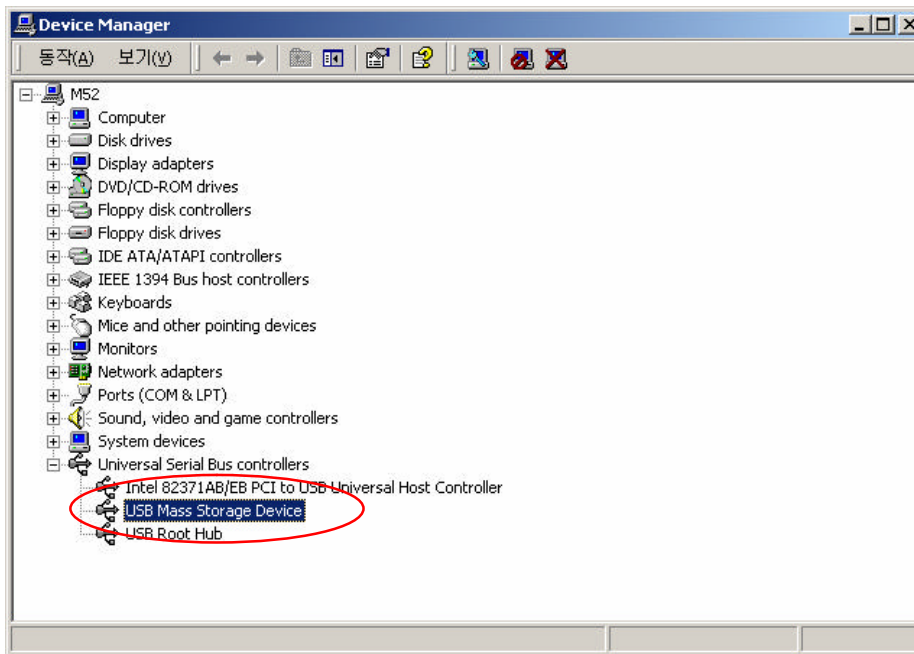 Device Manager
동작(A) 보기(V)
M52
Computer
Disk drives
Display adapters
DVD/CD-ROM drives
Floppy disk controllers
Floppy disk drives
IDE ATA/ATAPI controllers
IEEE 1394 Bus host controllers
Keyboards
Mice and other pointing devices
Monitors
Network adapters
Ports (COM & LPT)
Sound, video and game controllers
System devices
Universal Serial Bus controllers
Intel 82371AB/EB PCI to USB Universal Host Controller
USB Mass Storage Device
USB Root Hub